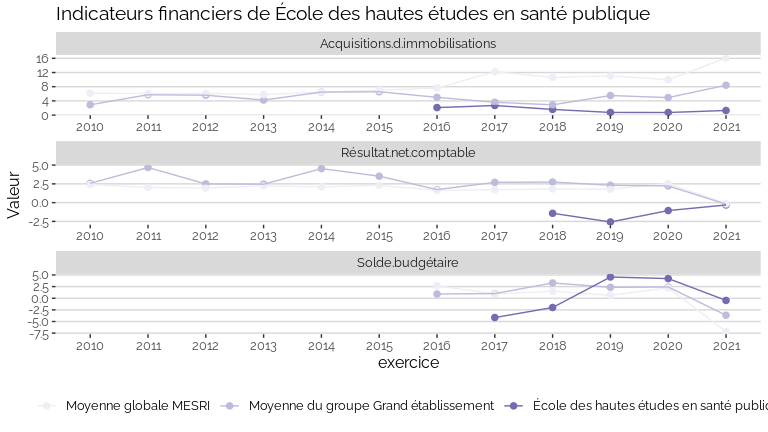 Indicateurs financiers de École des hautes études en santé publique
Acquisitions.d.immobilisations
16
12
8
4
0
2010 2011 2012 2013 2014 2015 2016 2017 2018 2019 2020 2021
Résultat.net.comptable
5.0
2.5
0.0
-2.5
2010 2011 2012 2013 2014 2015 2016 2017 2018 2019 2020 2021
Valeur
Solde.budgétaire
5.0
2.5
0.0
-2.5
-5.0
-7.5
2010 2011 2012 2013 2014 2015 2016 2017 2018 2019 2020 2021
exercice
Moyenne globale MESRI Moyenne du groupe Grand établissement École des hautes études en santé